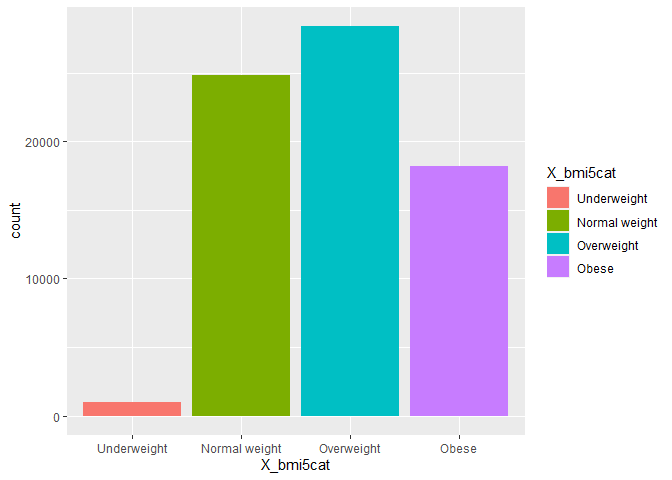 count
20000
10000
0
Underweight
Normal weight
Overweight
Obese
X_bmi5cat
X_bmi5cat
Underweight
Normal weight
Overweight
Obese